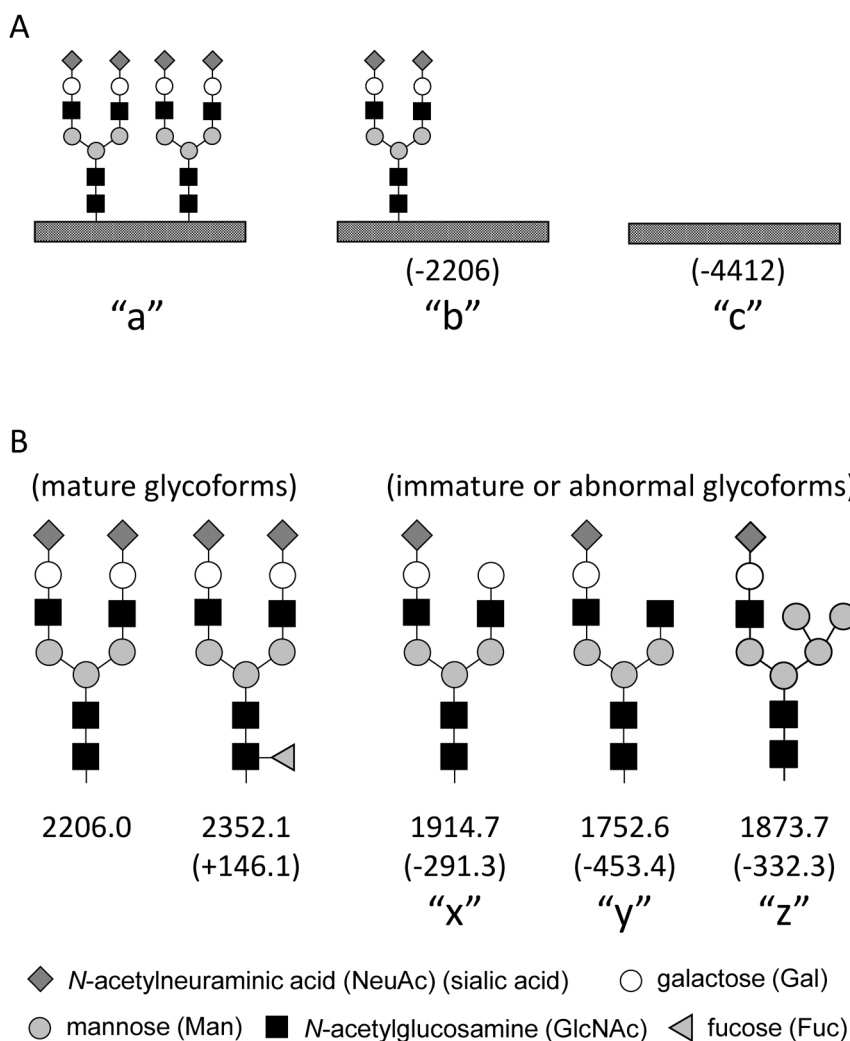 A
(-2206) (-4412)
“a” “b” “c”
B
(mature glycoforms) (immature or abnormal glycoforms)
2206.0 2352.1 1914.7 1752.6 1873.7
(+146.1) (-291.3) (-453.4) (-332.3)
“x” “y” “z”
N-acetylneuraminic acid (NeuAc) (sialic acid) galactose (Gal)
mannose (Man) N-acetylglucosamine (GlcNAc) fucose (Fuc)